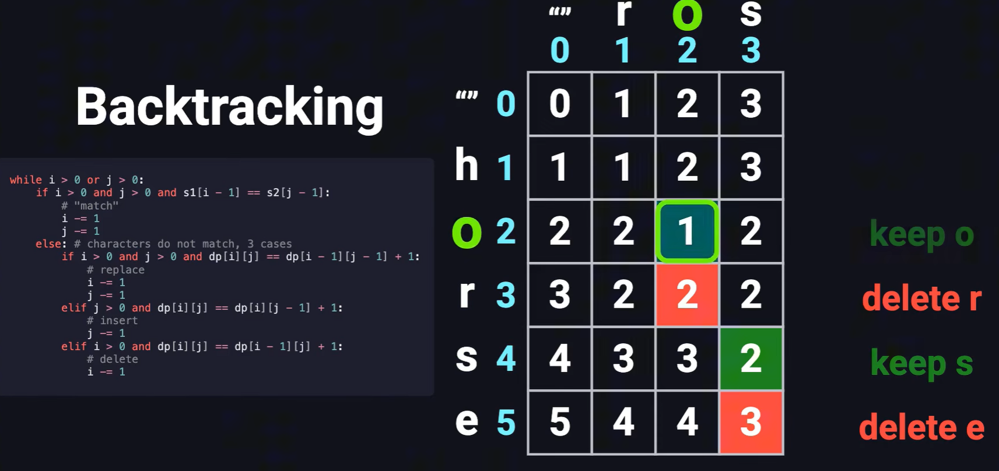 “” r o s
0 1 2 3
Backtracking
“” 0 0 1 2 3
h 1 1 1 2 3
o 2 2 2 1 2 keep o
r 3 3 2 2 2 delete r
s 4 4 3 3 2 keep s
e 5 5 4 4 3 delete e
while i > 0 or j > 0:
if i > 0 and j > 0 and s1[i - 1] == s2[j - 1]:
# "match"
i -= 1
j -= 1
else: # characters do not match, 3 cases
if i > 0 and j > 0 and dp[i][j] == dp[i - 1][j - 1] + 1:
# replace
i -= 1
j -= 1
elif j > 0 and dp[i][j] == dp[i][j - 1] + 1:
# insert
j -= 1
elif i > 0 and dp[i][j] == dp[i - 1][j] + 1:
# delete
i -= 1